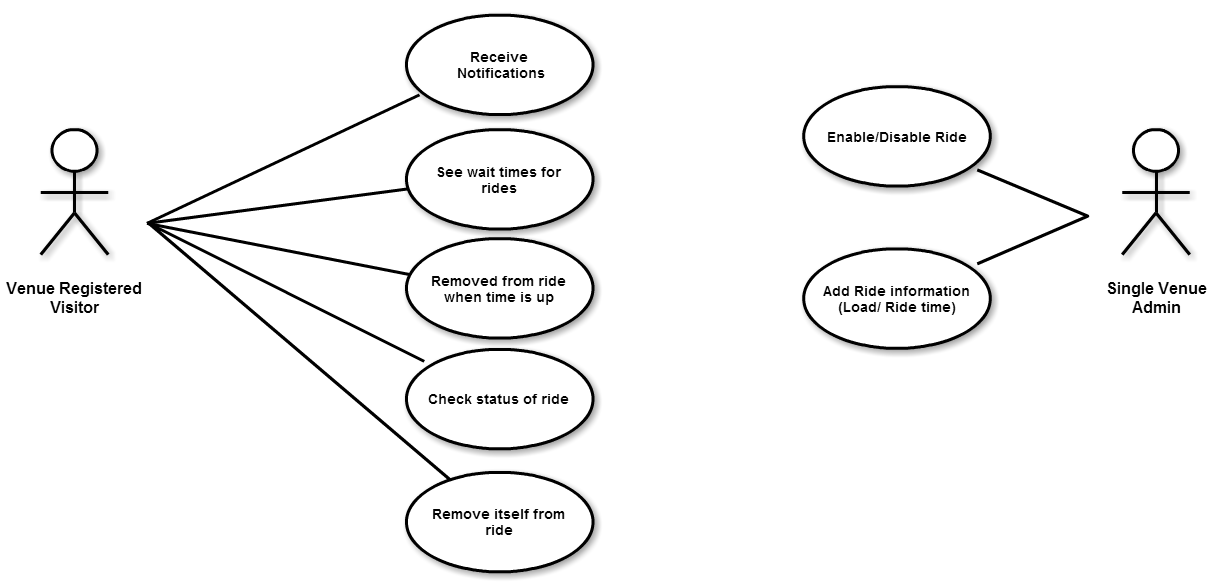 Receive
Notifications
See wait times for
rides
Removed from ride
when time is up
Check status of ride
Remove itself from
ride
Venue Registered
Visitor
Enable/Disable Ride
Add Ride information
(Load/ Ride time)
Single Venue
Admin